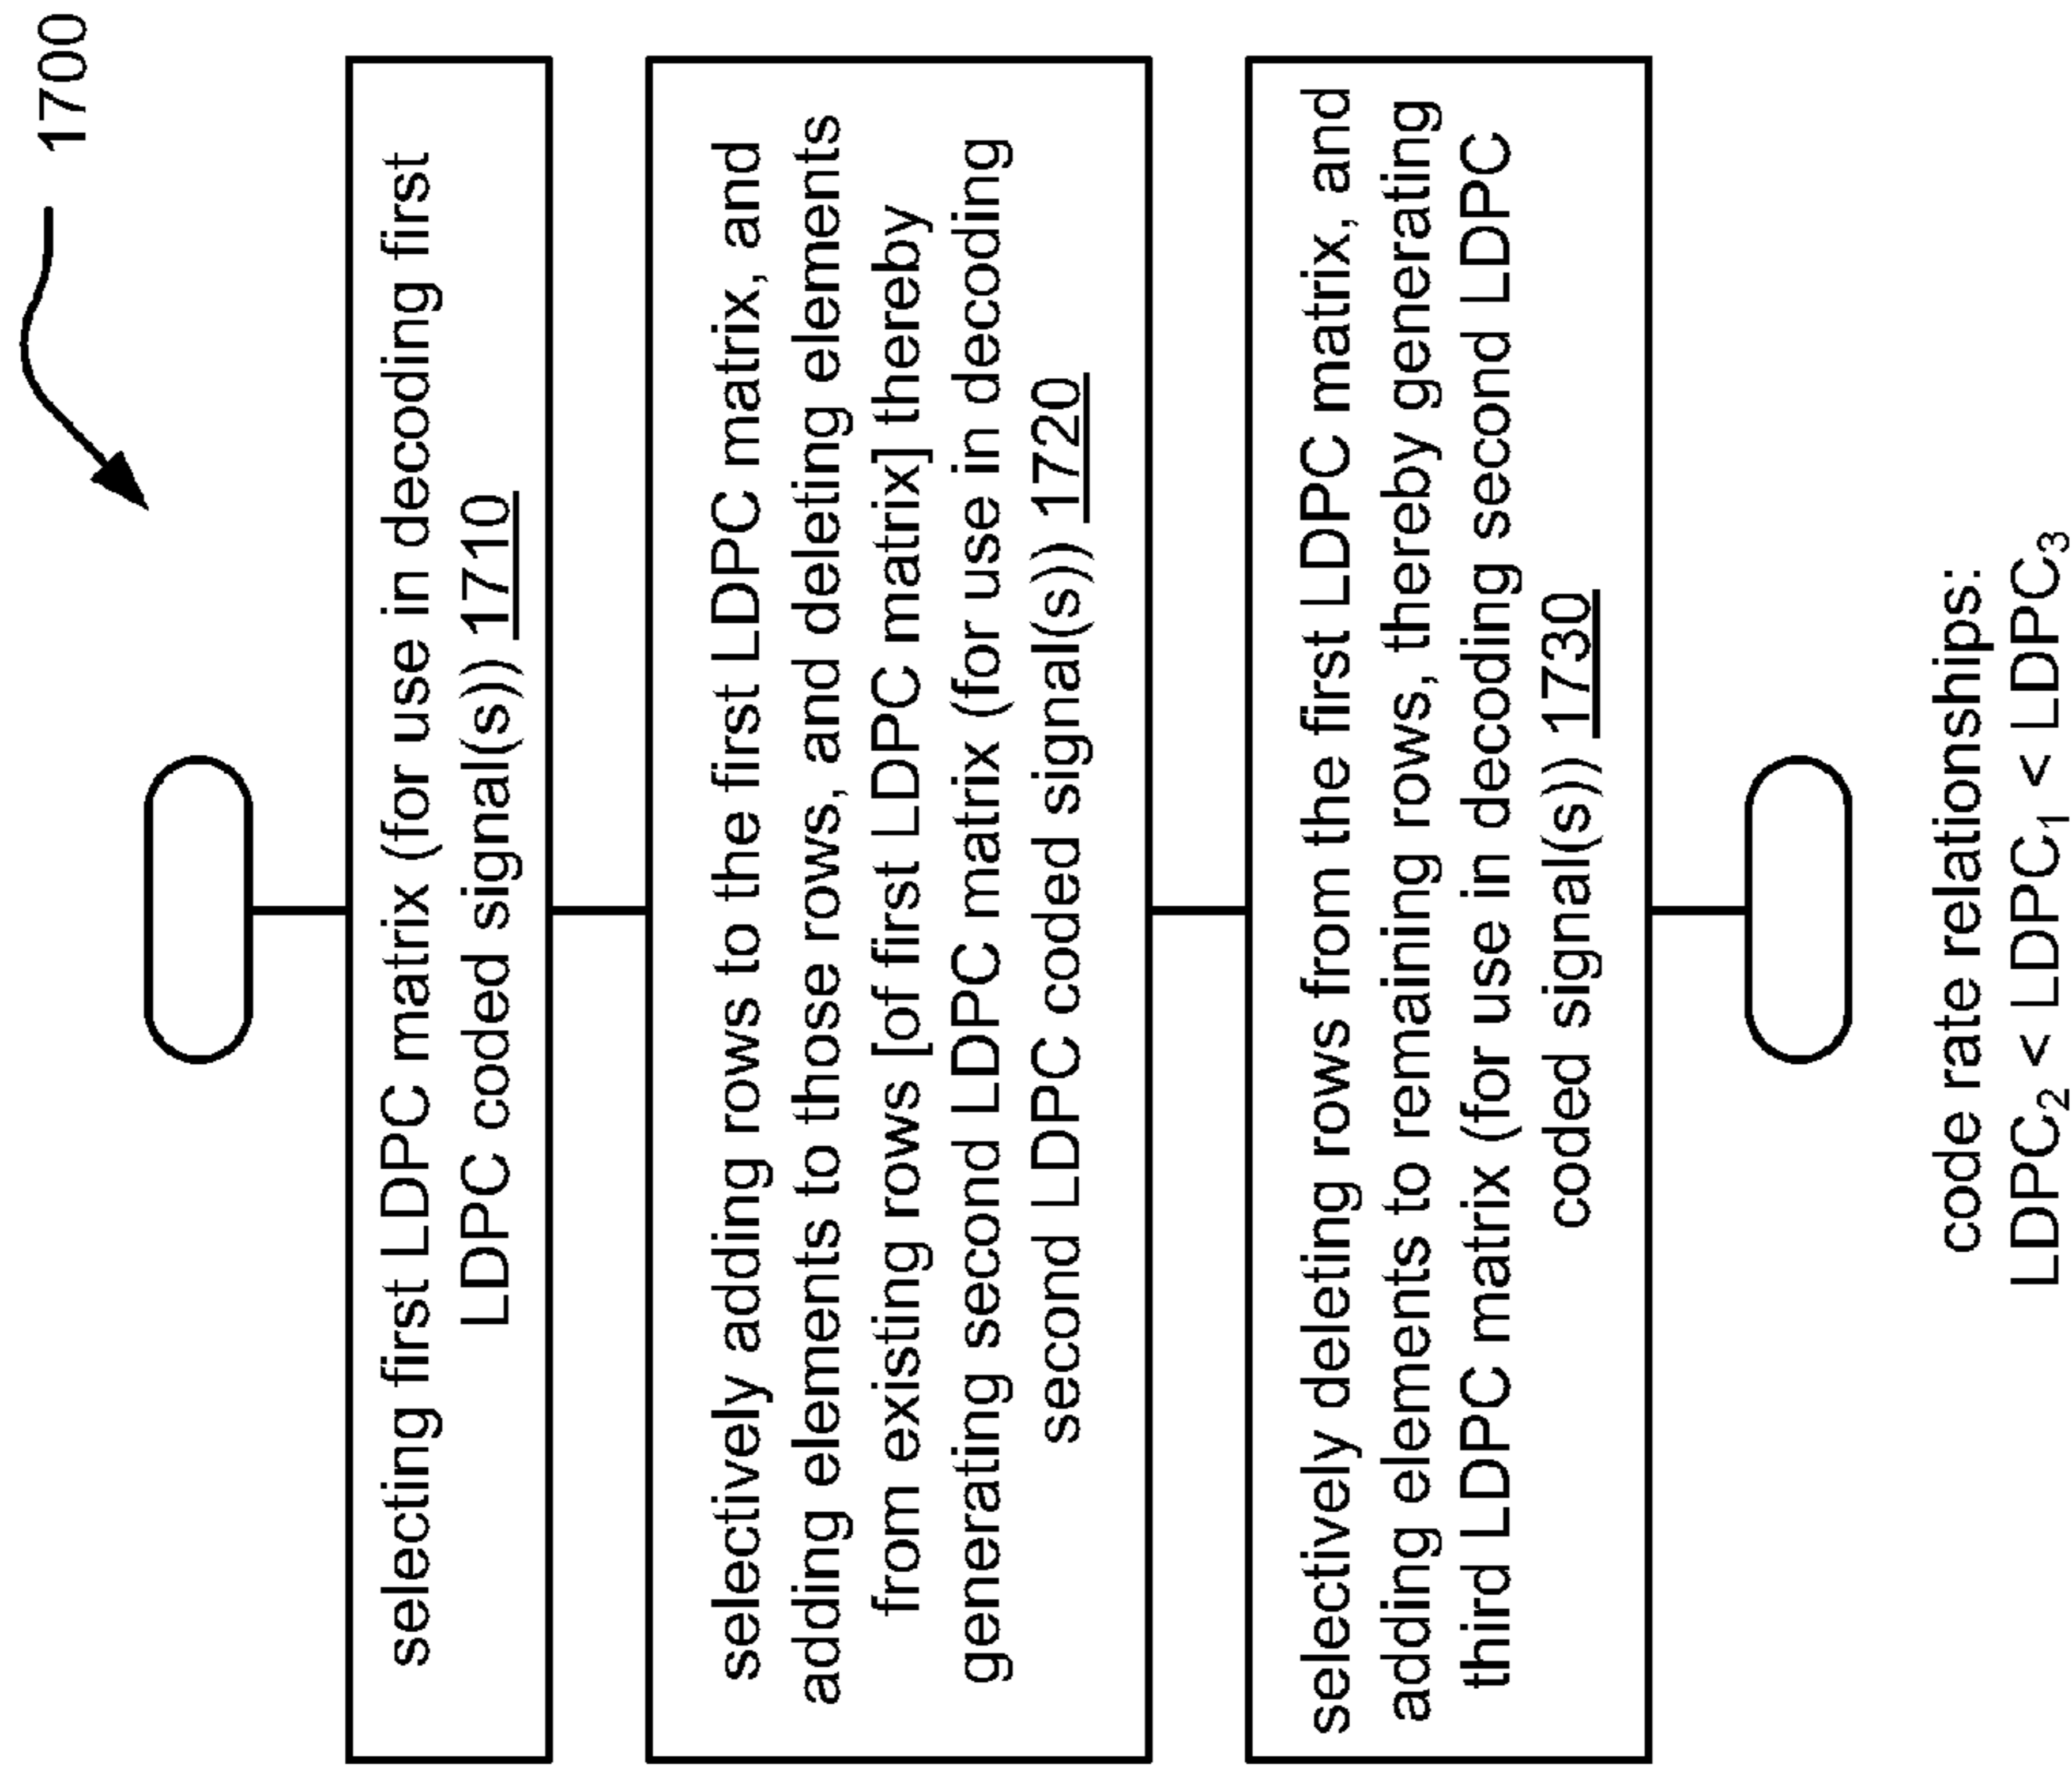 1700
selecting first LDPC matrix (for use in decoding first
LDPC coded signal(s)) 1710
selectively adding rows to the first LDPC matrix, and
adding elements to those rows, and deleting elements
from existing rows [of first LDPC matrix] thereby
generating second LDPC matrix (for use in decoding
second LDPC coded signal(s)) 1720
selectively deleting rows from the first LDPC matrix, and
adding elements to remaining rows, thereby generating
third LDPC matrix (for use in decoding second LDPC
coded signal(s)) 1730
code rate relationships:
LDPC₂ < LDPC₁ < LDPC₃